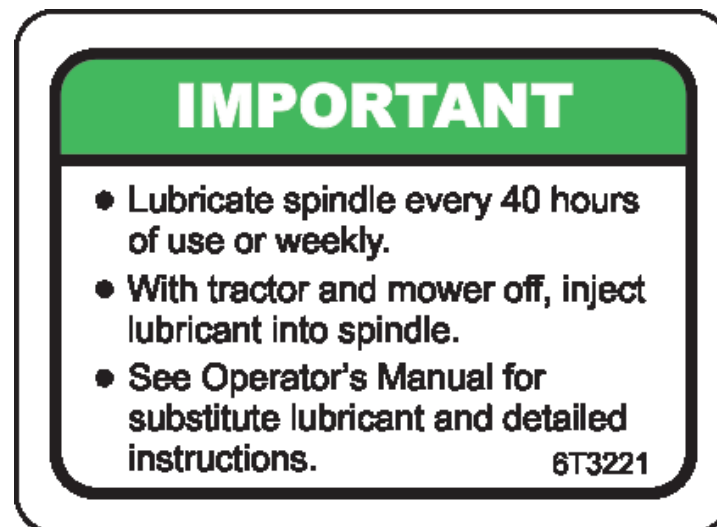 IMPORTANT
● Lubricate spindle every 40 hours
of use or weekly.
● With tractor and mower off, inject
lubricant into spindle.
● See Operator's Manual for
substitute lubricant and detailed
instructions.
6T3221